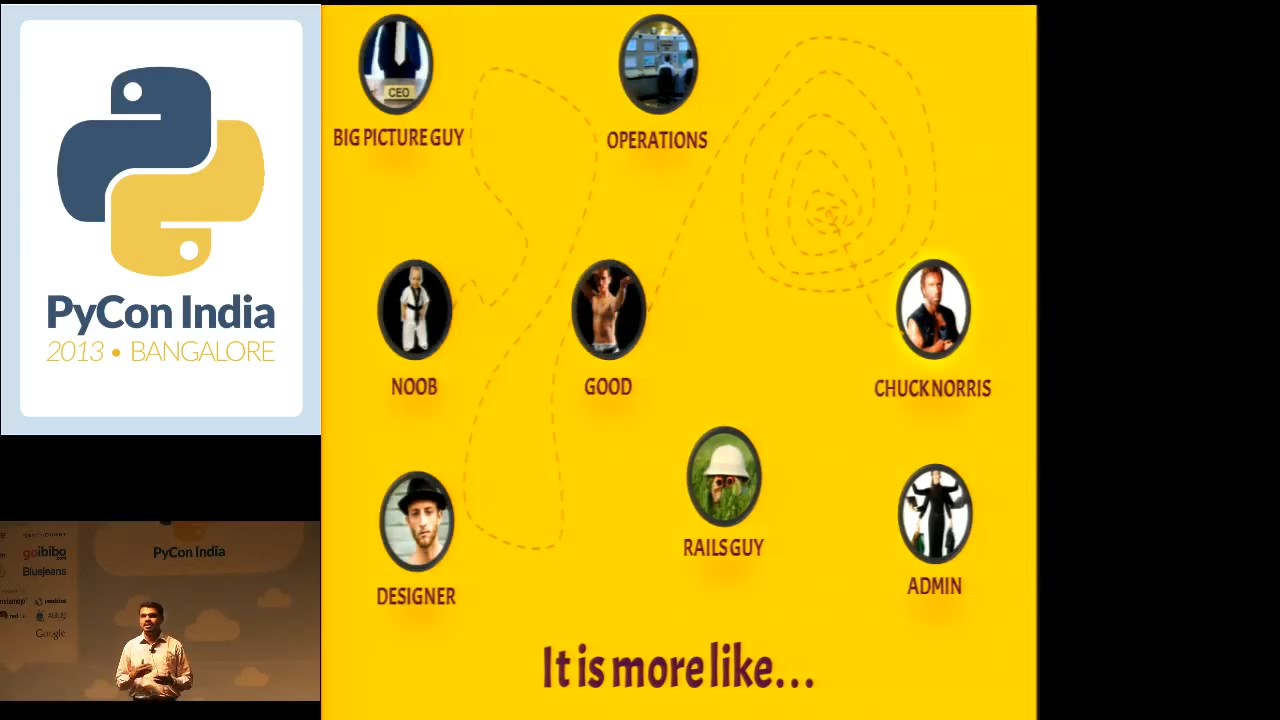 PyCon India
2013 • BANGALORE
CEO
BIG PICTURE GUY
OPERATIONS
NOOB
GOOD
CHUCK NORRIS
DESIGNER
RAILS GUY
ADMIN
It is more like...
goibibo
PyCon India
Bluejeans
Google